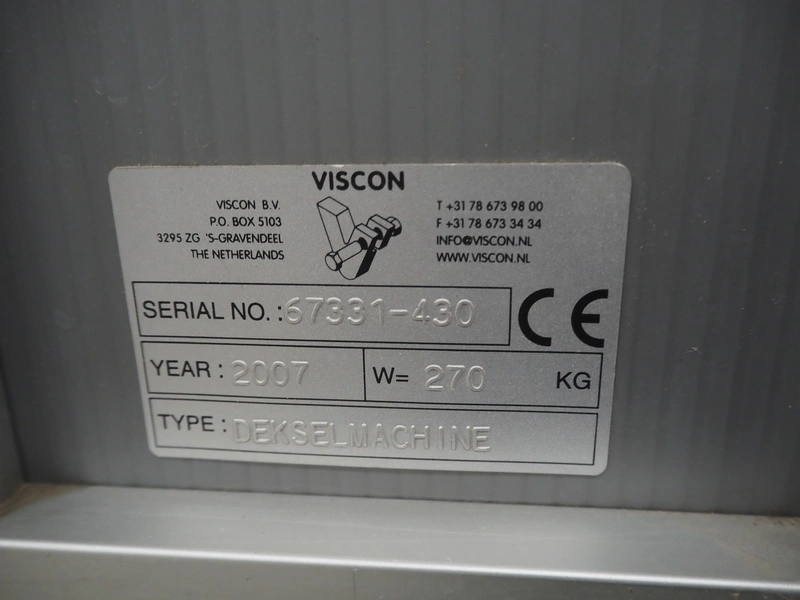 VISCON
VISCON B.V.
P.O. BOX 5103
3295 ZG 'S-GRAVENDEEL
THE NETHERLANDS
T +31 78 673 98 00
F +31 78 673 34 34
INFO@VISCON.NL
WWW.VISCON.NL
SERIAL NO. : 67331-430
CE
YEAR : 2007 W= 270 KG
TYPE : DEKSELMACHINE